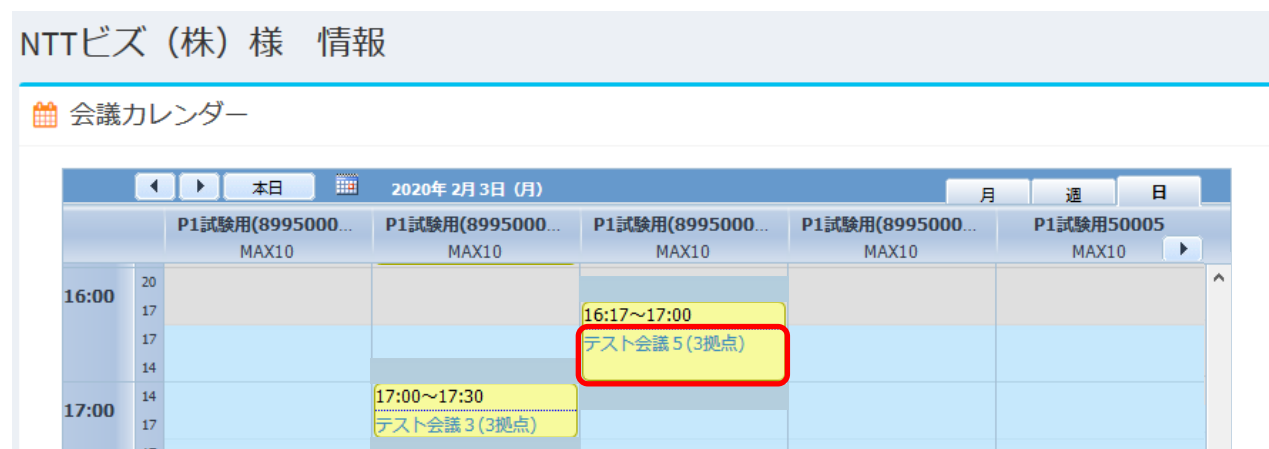 NTTビズ（株）様　情報
会議カレンダー
本日 2020年 2月 3日（月） 月 週 日
P1試験用(8995000... P1試験用(8995000... P1試験用(8995000... P1試験用(8995000... P1試験用50005
MAX10 MAX10 MAX10 MAX10 MAX10
16:00 20
17 16:17～17:00
17 テスト会議５(3拠点)
14
17:00 14 17:00～17:30
17 テスト会議３(3拠点)